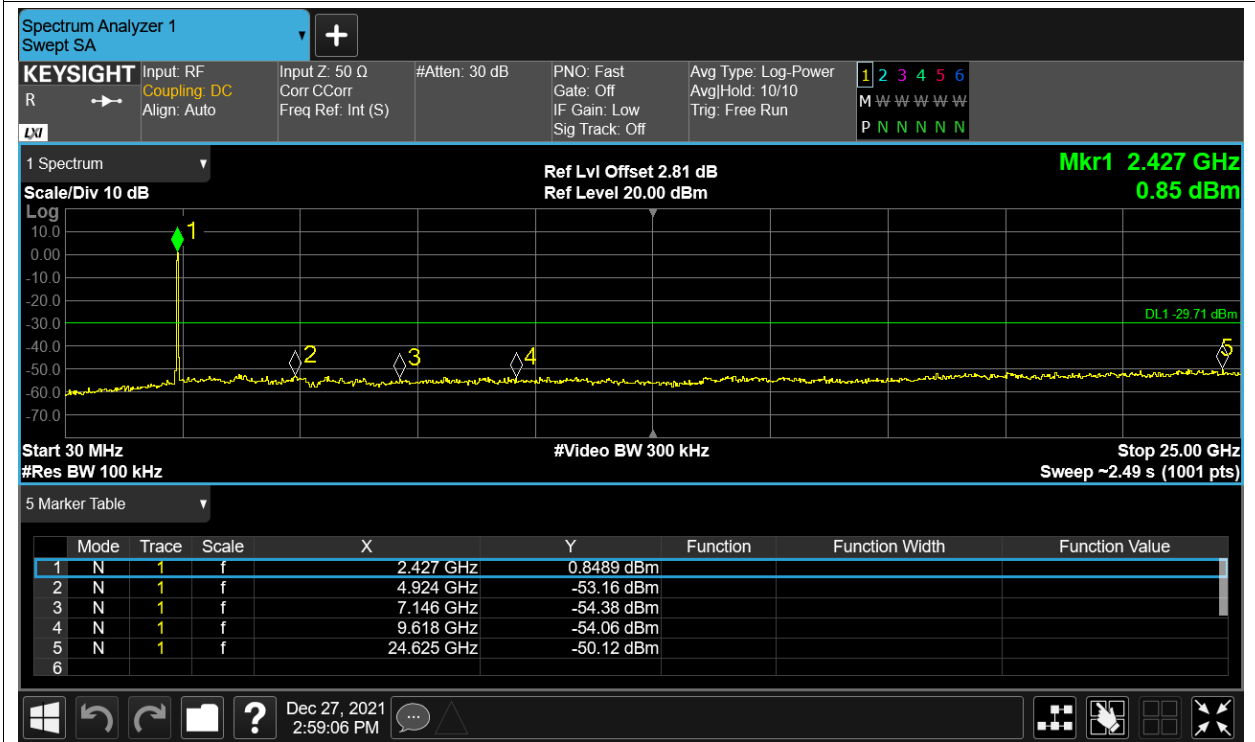 Spectrum Analyzer 1
Swept SA
+
KEYSIGHT
R
LXI
Input: RF
Coupling: DC
Align: Auto
Input Z: 50 Ω
Corr CCorr
Freq Ref: Int (S)
#Atten: 30 dB
PNO: Fast
Gate: Off
IF Gain: Low
Sig Track: Off
Avg Type: Log-Power
Avg|Hold: 10/10
Trig: Free Run
1 2 3 4 5 6
M W W W W W
P N N N N N
1 Spectrum
Scale/Div 10 dB
Ref Lvl Offset 2.81 dB
Ref Level 20.00 dBm
Mkr1 2.427 GHz
0.85 dBm
Log
10.0
0.00
-10.0
-20.0
-30.0
-40.0
-50.0
-60.0
-70.0
1
2
3
4
5
DL1 -29.71 dBm
Start 30 MHz
#Video BW 300 kHz
Stop 25.00 GHz
#Res BW 100 kHz
Sweep ~2.49 s (1001 pts)
5 Marker Table
Mode Trace Scale X Y Function Function Width Function Value
1 N 1 f 2.427 GHz 0.8489 dBm
2 N 1 f 4.924 GHz -53.16 dBm
3 N 1 f 7.146 GHz -54.38 dBm
4 N 1 f 9.618 GHz -54.06 dBm
5 N 1 f 24.625 GHz -50.12 dBm
6
?
Dec 27, 2021
2:59:06 PM